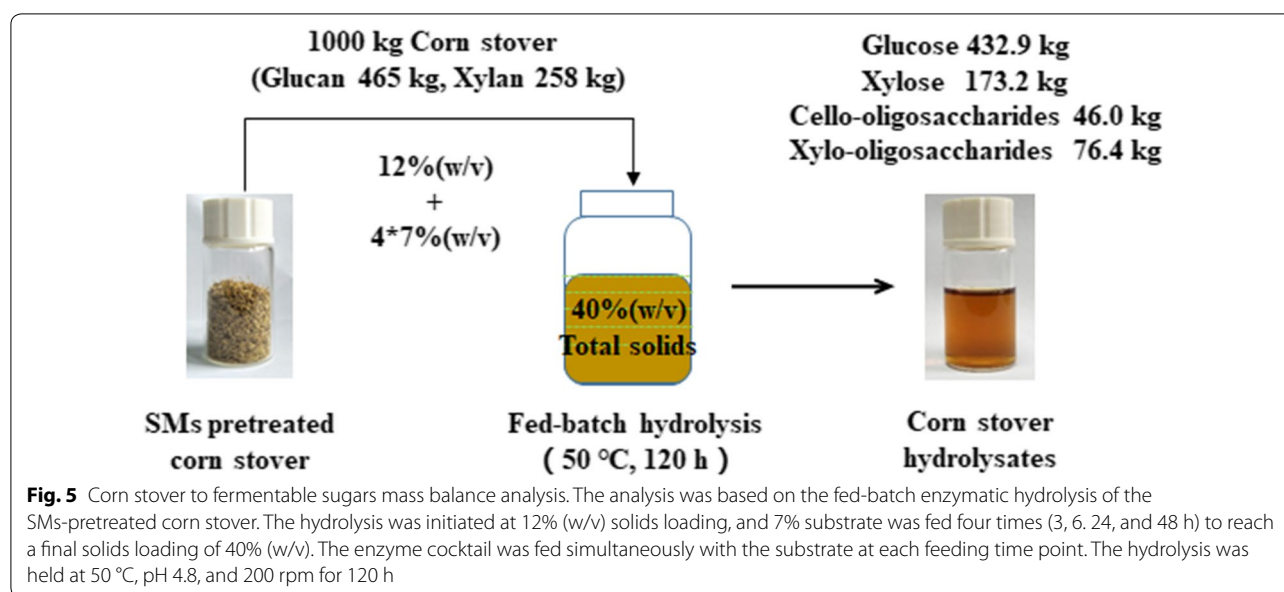 1000 kg Corn stover
(Glucan 465 kg, Xylan 258 kg)
Glucose 432.9 kg
Xylose 173.2 kg
Cello-oligosaccharides 46.0 kg
Xylo-oligosaccharides 76.4 kg
12%(w/v)
+
4*7%(w/v)
40%(w/v)
Total solids
SMs pretreated
corn stover
Fed-batch hydrolysis
( 50 °C, 120 h )
Corn stover
hydrolysates
Fig. 5 Corn stover to fermentable sugars mass balance analysis. The analysis was based on the fed-batch enzymatic hydrolysis of the
SMs-pretreated corn stover. The hydrolysis was initiated at 12% (w/v) solids loading, and 7% substrate was fed four times (3, 6. 24, and 48 h) to reach
a final solids loading of 40% (w/v). The enzyme cocktail was fed simultaneously with the substrate at each feeding time point. The hydrolysis was
held at 50 °C, pH 4.8, and 200 rpm for 120 h